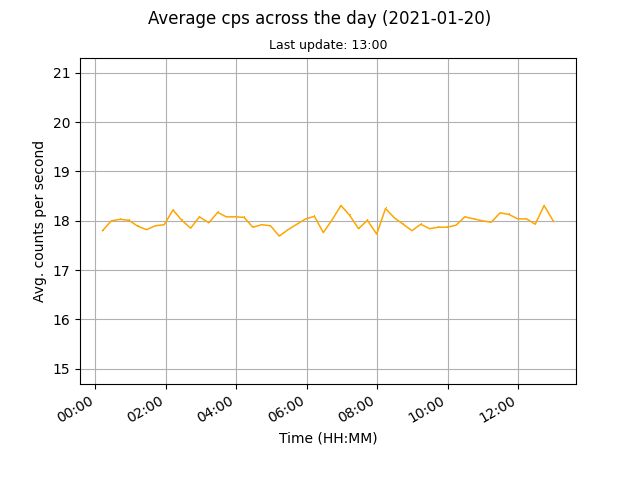 Average cps across the day (2021-01-20)
Last update: 13:00
21
20
19
18
17
16
15
Avg. counts per second
00:00 02:00 04:00 06:00 08:00 10:00 12:00
Time (HH:MM)